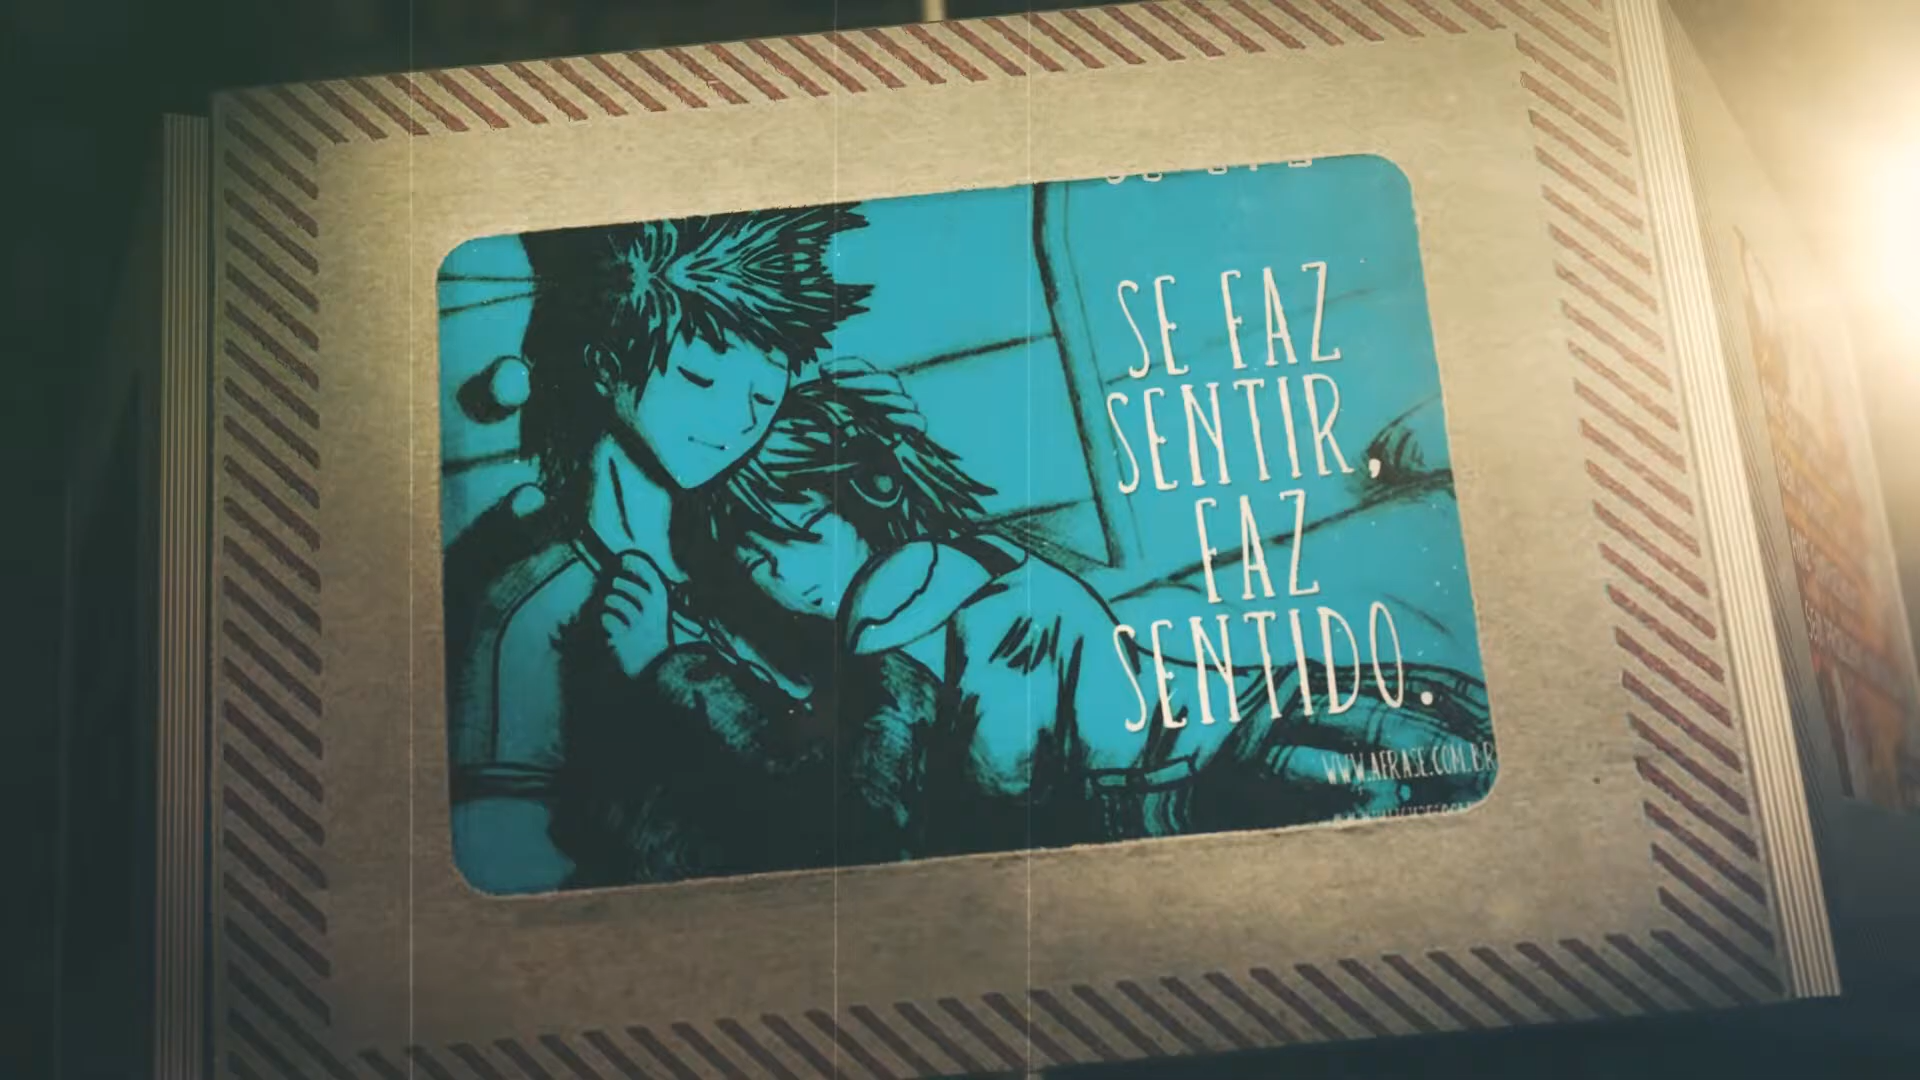 SE FAZ
SENTIR,
FAZ
SENTIDO.
WWW.AFRASE.COM.BR